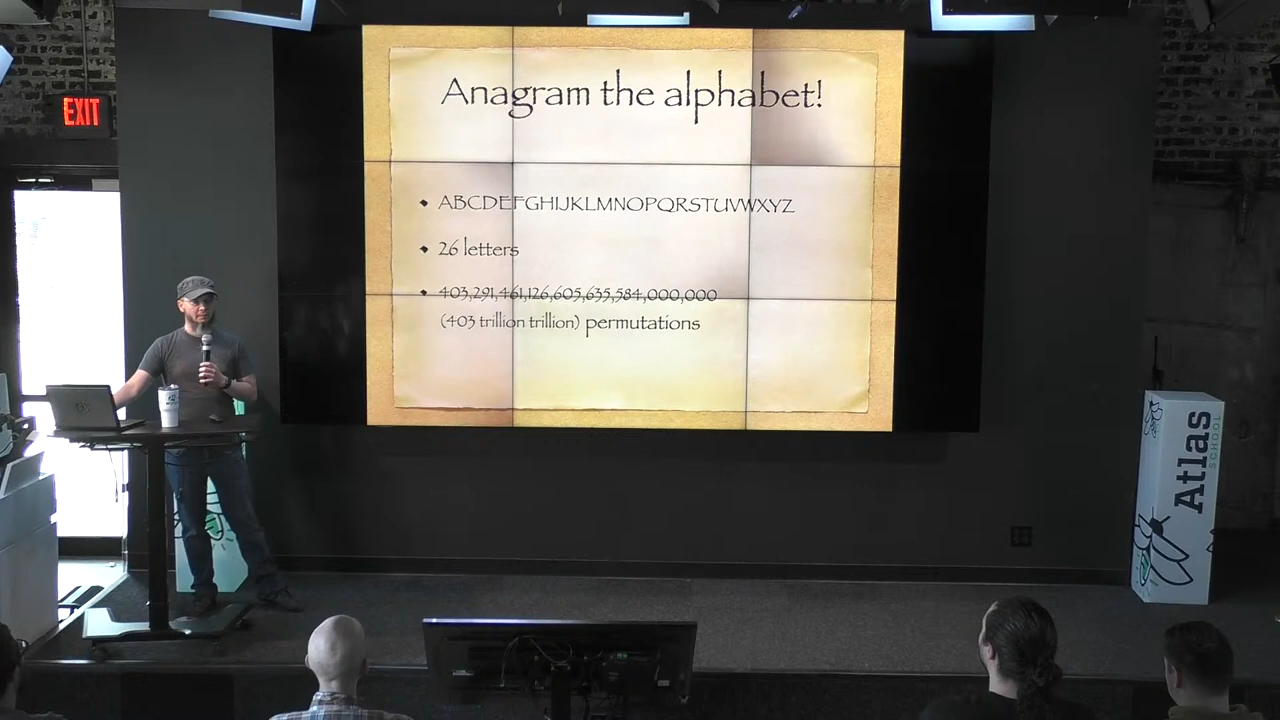 EXIT
Anagram the alphabet!
• ABCDEFGHIJKLMNOPQRSTUVWXYZ
• 26 letters
• 403,291,461,126,605,635,584,000,000
(403 trillion trillion) permutations
Atlas
SCHOOL